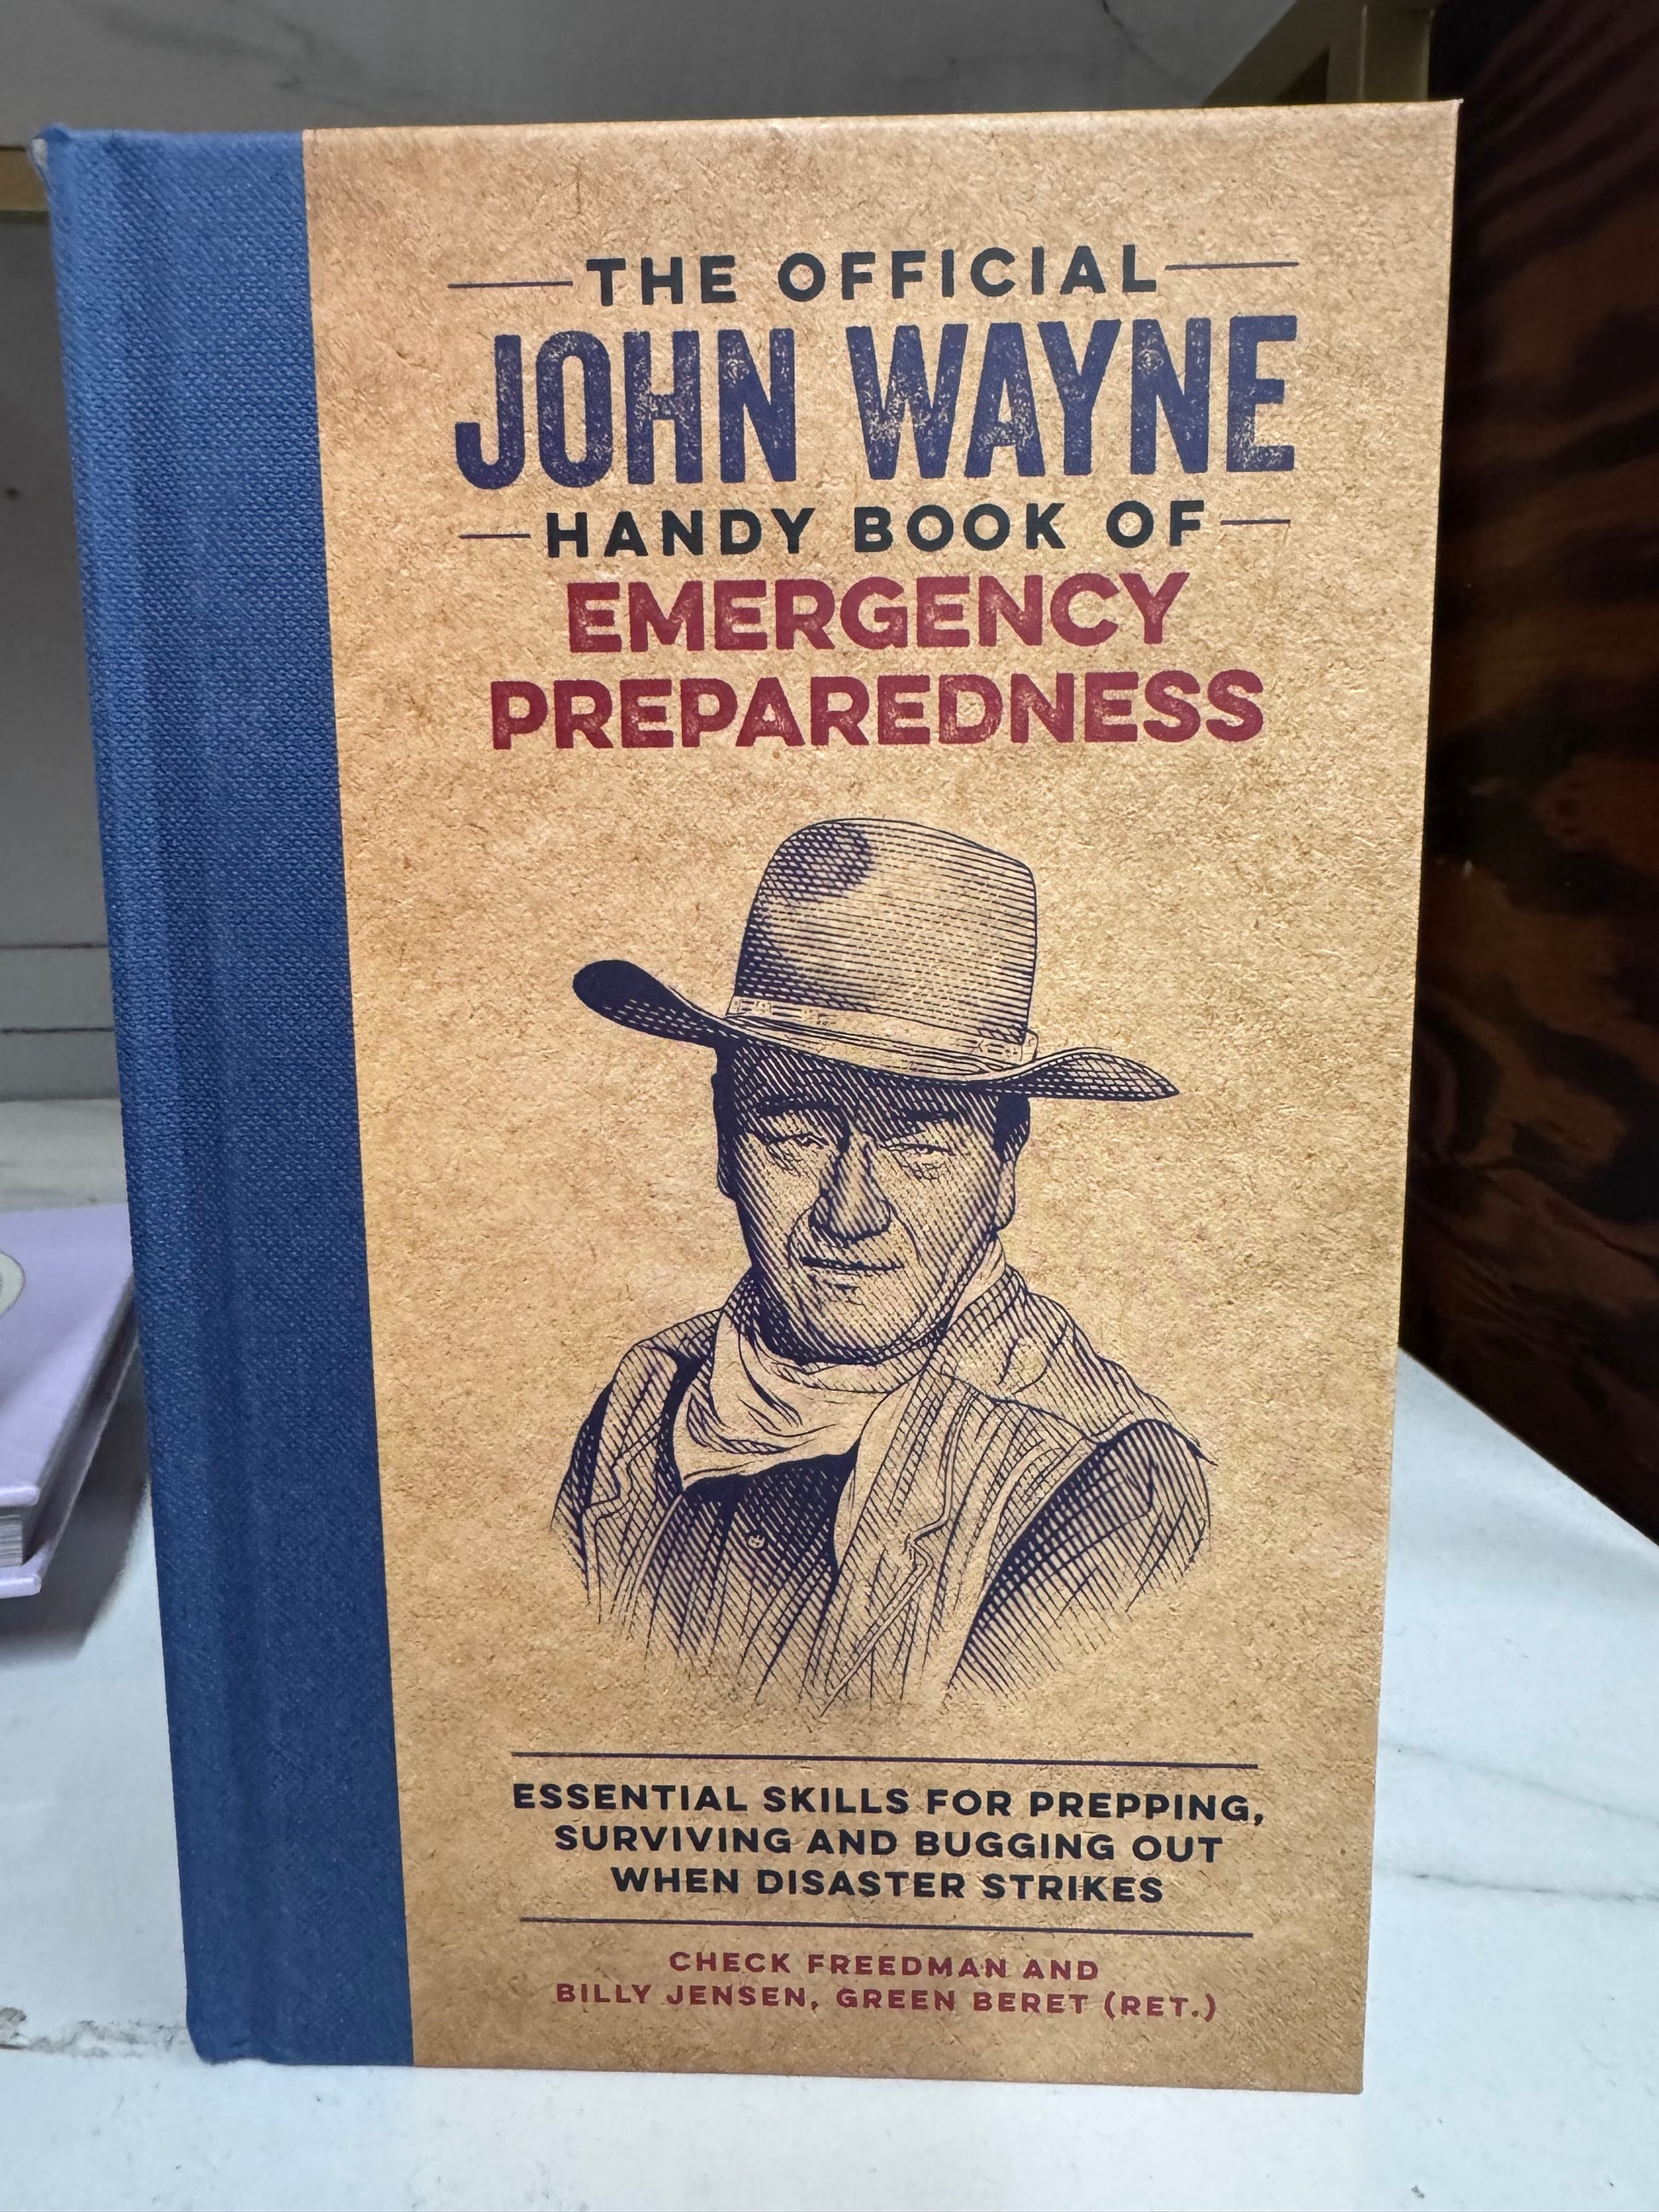 THE OFFICIAL
JOHN WAYNE
HANDY BOOK OF
EMERGENCY
PREPAREDNESS
ESSENTIAL SKILLS FOR PREPPING,
SURVIVING AND BUGGING OUT
WHEN DISASTER STRIKES
CHECK FREEDMAN AND
BILLY JENSEN, GREEN BERET (RET.)